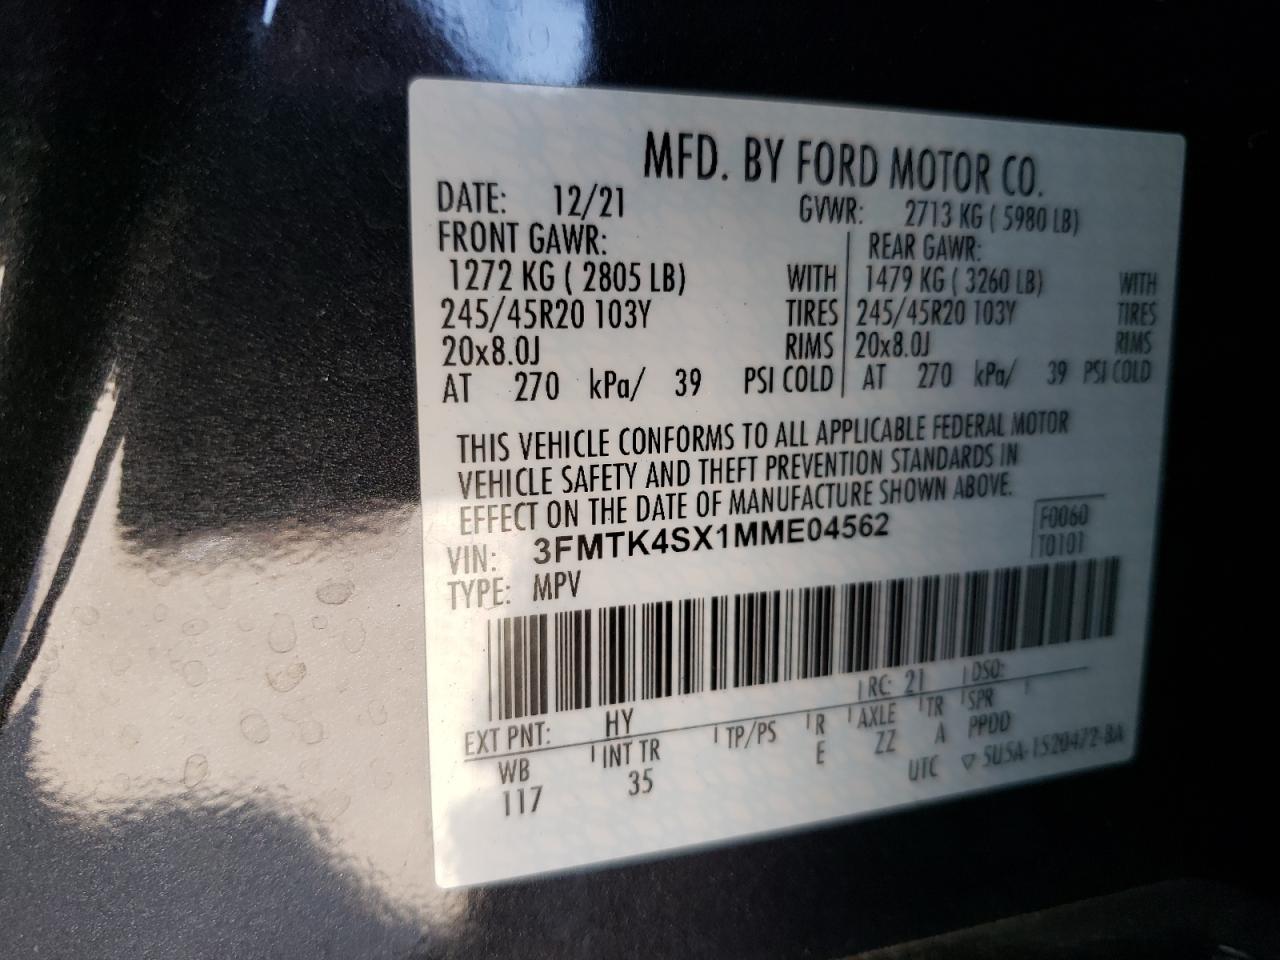 MFD. BY FORD MOTOR CO.
DATE: 12/21 GVWR: 2713 KG ( 5980 LB)
FRONT GAWR: REAR GAWR:
1272 KG ( 2805 LB) WITH 1479 KG ( 3260 LB) WITH
245/45R20 103Y TIRES 245/45R20 103Y TIRES
20x8.0J RIMS 20x8.0J RIMS
AT 270 kPa/ 39 PSI COLD AT 270 kPa/ 39 PSI COLD
THIS VEHICLE CONFORMS TO ALL APPLICABLE FEDERAL MOTOR
VEHICLE SAFETY AND THEFT PREVENTION STANDARDS IN
EFFECT ON THE DATE OF MANUFACTURE SHOWN ABOVE.
VIN: 3FMTK4SX1MME04562 F0060
TYPE: MPV T0101
EXT PNT: HY RC: 21 DSO:
WB INT TR TP/PS R AXLE TR SPR
117 35 E ZZ A PPDD
UTC ▽ 5U5A-1520472-BA